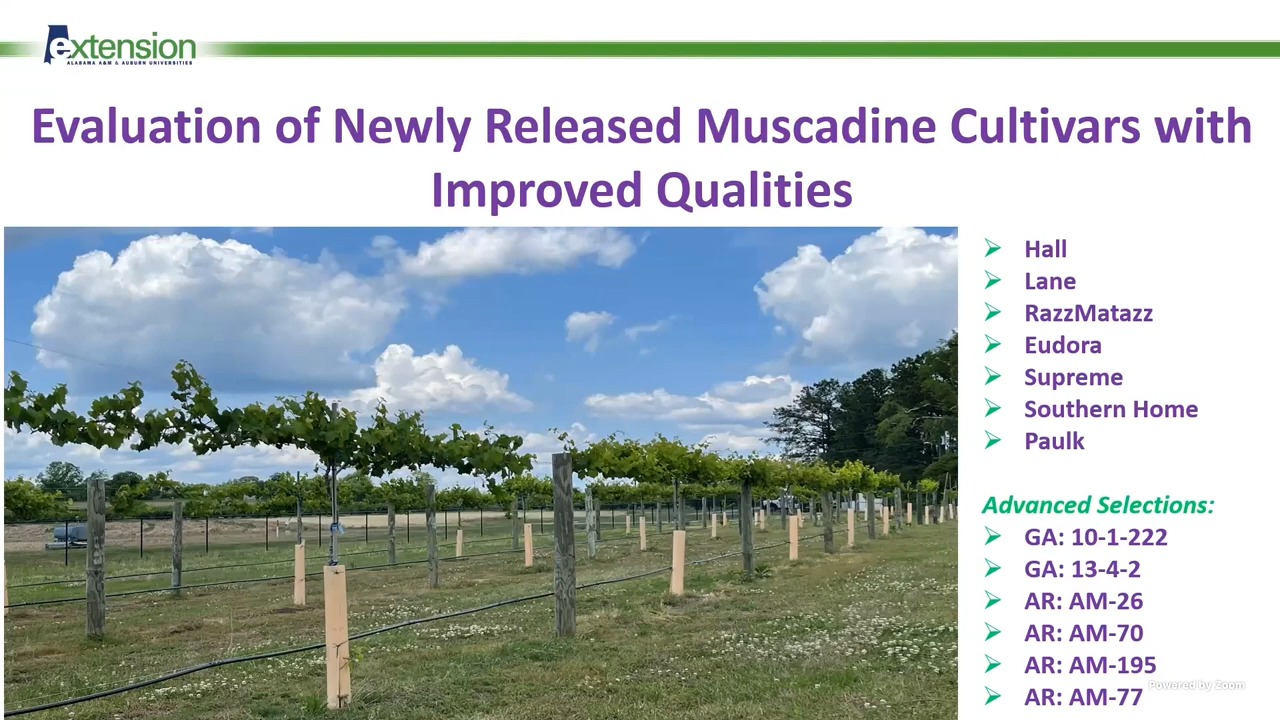 extension
ALABAMA A&M & AUBURN UNIVERSITIES
Evaluation of Newly Released Muscadine Cultivars with
Improved Qualities
Hall
Lane
RazzMatazz
Eudora
Supreme
Southern Home
Paulk
Advanced Selections:
GA: 10-1-222
GA: 13-4-2
AR: AM-26
AR: AM-70
AR: AM-195
AR: AM-77
Powered by Zoom